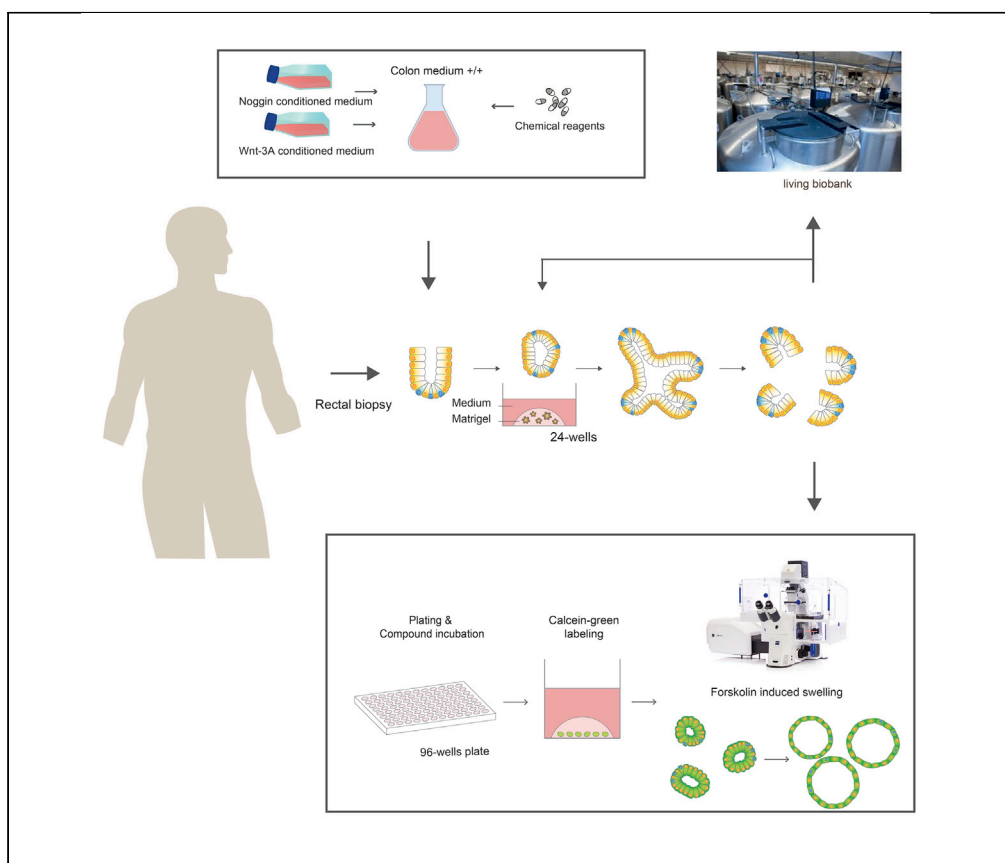 Colon medium +/+
Noggin conditioned medium
Chemical reagents
Wnt-3A conditioned medium
living biobank
Rectal biopsy
Medium
Matrigel
24-wells
Plating &
Compound incubation
Calcein-green
labeling
Forskolin induced swelling
96-wells plate